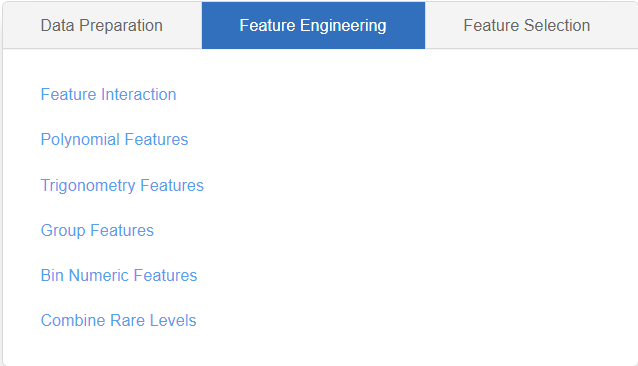 Data Preparation Feature Engineering Feature Selection
Feature Interaction
Polynomial Features
Trigonometry Features
Group Features
Bin Numeric Features
Combine Rare Levels